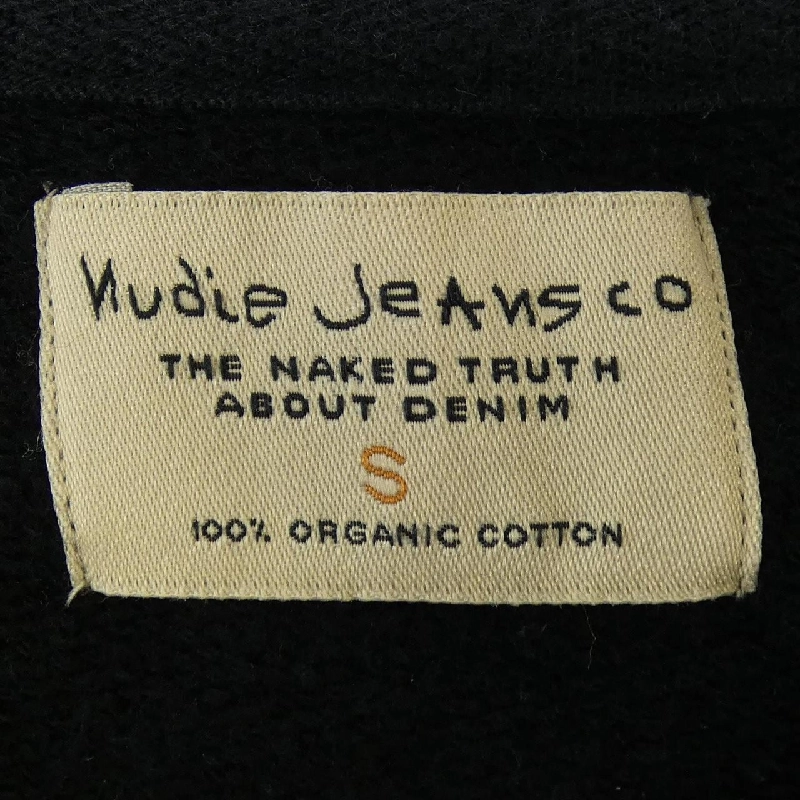 Nudie Jeans co
THE NAKED TRUTH
ABOUT DENIM
S
100% ORGANIC COTTON